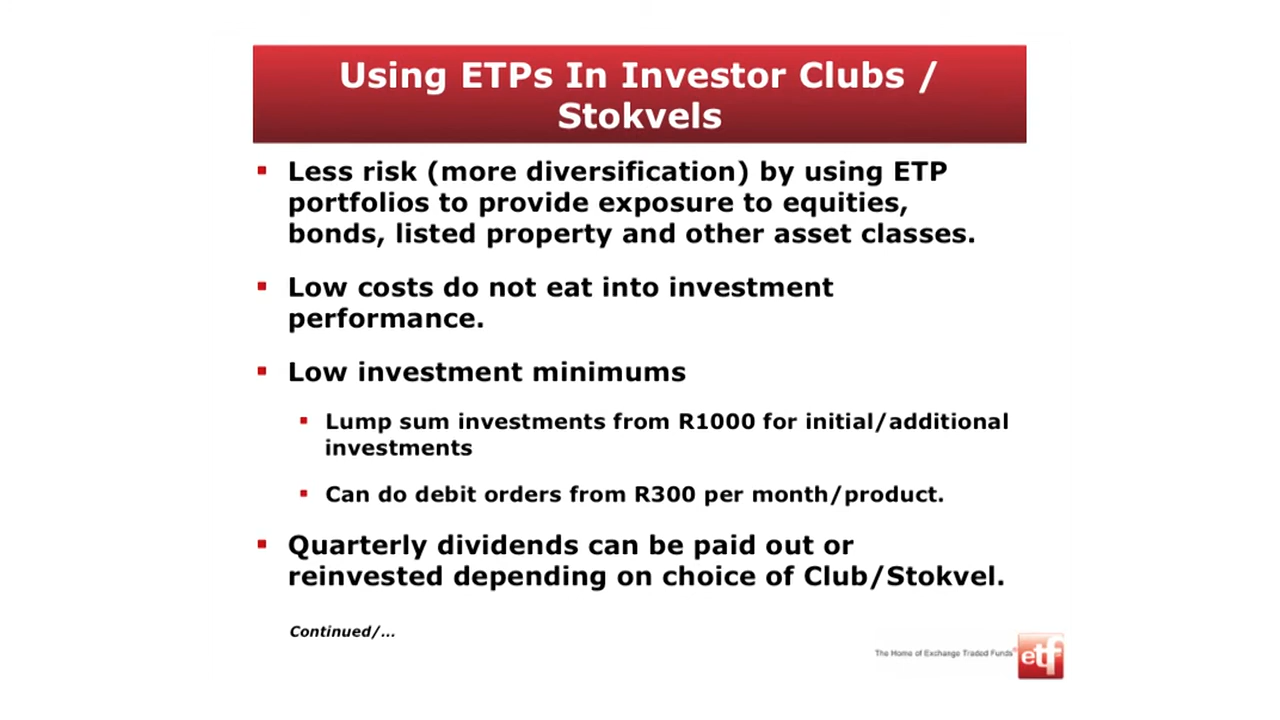 Using ETPs In Investor Clubs /
Stokvels
Less risk (more diversification) by using ETP
portfolios to provide exposure to equities,
bonds, listed property and other asset classes.
Low costs do not eat into investment
performance.
Low investment minimums
Lump sum investments from R1000 for initial/additional
investments
Can do debit orders from R300 per month/product.
Quarterly dividends can be paid out or
reinvested depending on choice of Club/Stokvel.
Continued/...
The Home of Exchange Traded Funds®
etf